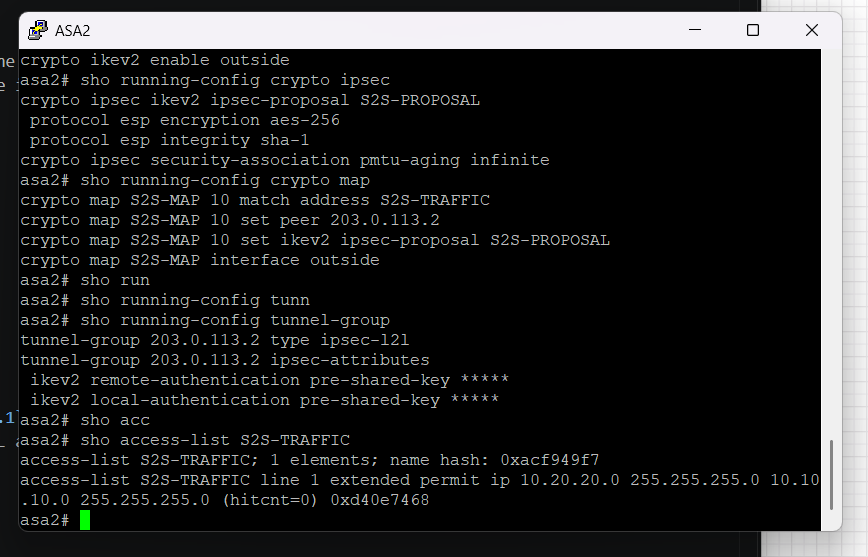 ASA2
crypto ikev2 enable outside
asa2# sho running-config crypto ipsec
crypto ipsec ikev2 ipsec-proposal S2S-PROPOSAL
 protocol esp encryption aes-256
 protocol esp integrity sha-1
crypto ipsec security-association pmtu-aging infinite
asa2# sho running-config crypto map
crypto map S2S-MAP 10 match address S2S-TRAFFIC
crypto map S2S-MAP 10 set peer 203.0.113.2
crypto map S2S-MAP 10 set ikev2 ipsec-proposal S2S-PROPOSAL
crypto map S2S-MAP interface outside
asa2# sho run
asa2# sho running-config tunn
asa2# sho running-config tunnel-group
tunnel-group 203.0.113.2 type ipsec-l2l
tunnel-group 203.0.113.2 ipsec-attributes
 ikev2 remote-authentication pre-shared-key *****
 ikev2 local-authentication pre-shared-key *****
asa2# sho acc
asa2# sho access-list S2S-TRAFFIC
access-list S2S-TRAFFIC; 1 elements; name hash: 0xacf949f7
access-list S2S-TRAFFIC line 1 extended permit ip 10.20.20.0 255.255.255.0 10.10
.10.0 255.255.255.0 (hitcnt=0) 0xd40e7468
asa2#